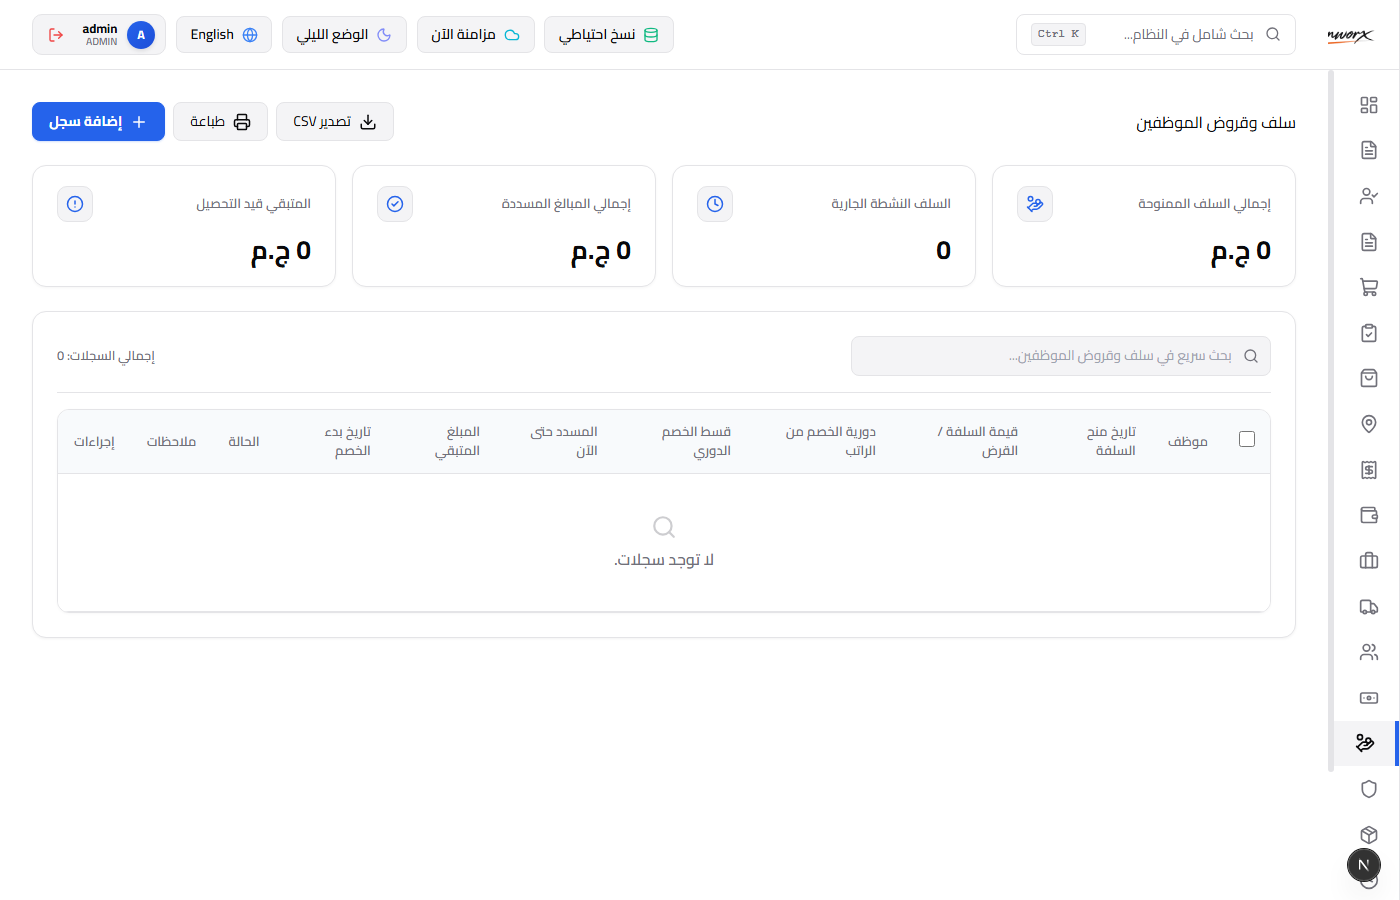 nworx
بحث شامل في النظام...
Ctrl K
نسخ احتياطي
مزامنة الآن
الوضع الليلي
English
A
admin
ADMIN
سلف وقروض الموظفين
تصدير CSV
طباعة
إضافة سجل
إجمالي السلف الممنوحة
0 ج.م
السلف النشطة الجارية
0
إجمالي المبالغ المسددة
0 ج.م
المتبقي قيد التحصيل
0 ج.م
بحث سريع في سلف وقروض الموظفين...
إجمالي السجلات: 0
موظف
تاريخ منح
السلفة
قيمة السلفة /
القرض
دورية الخصم من
الراتب
قسط الخصم
الدوري
المسدد حتى
الآن
المبلغ
المتبقي
تاريخ بدء
الخصم
الحالة
ملاحظات
إجراءات
لا توجد سجلات.
N